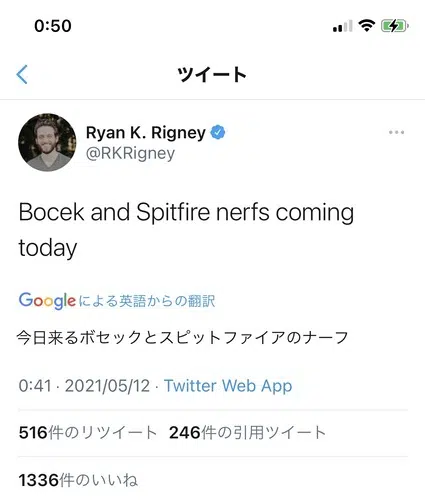 0:50
ツイート
Ryan K. Rigney
@RKRigney
Bocek and Spitfire nerfs coming
today
Googleによる英語からの翻訳
今日来るボセックとスピットファイアのナーフ
0:41 · 2021/05/12 · Twitter Web App
516件のリツイート 246件の引用ツイート
1336件のいいね